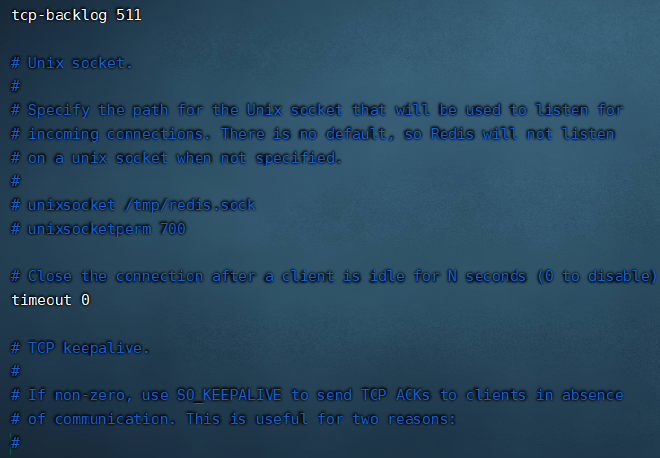 tcp-backlog 511
# Unix socket.
#
# Specify the path for the Unix socket that will be used to listen for
# incoming connections. There is no default, so Redis will not listen
# on a unix socket when not specified.
#
# unixsocket /tmp/redis.sock
# unixsocketperm 700
# Close the connection after a client is idle for N seconds (0 to disable)
timeout 0
# TCP keepalive.
#
# If non-zero, use SO_KEEPALIVE to send TCP ACKs to clients in absence
# of communication. This is useful for two reasons:
#